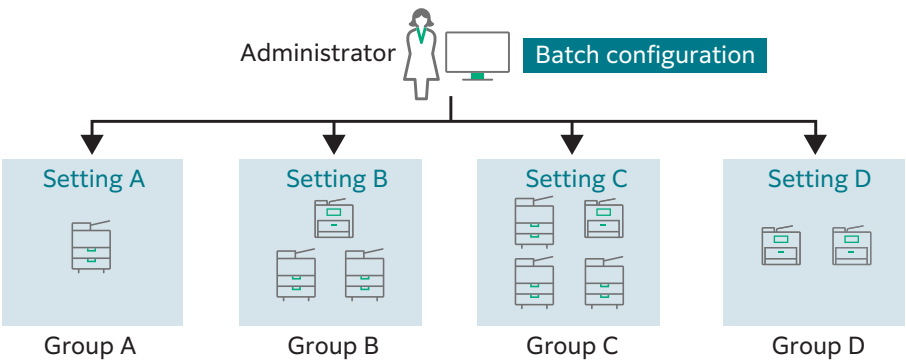 Administrator
Batch configuration
Setting A
Setting B
Setting C
Setting D
Group A
Group B
Group C
Group D